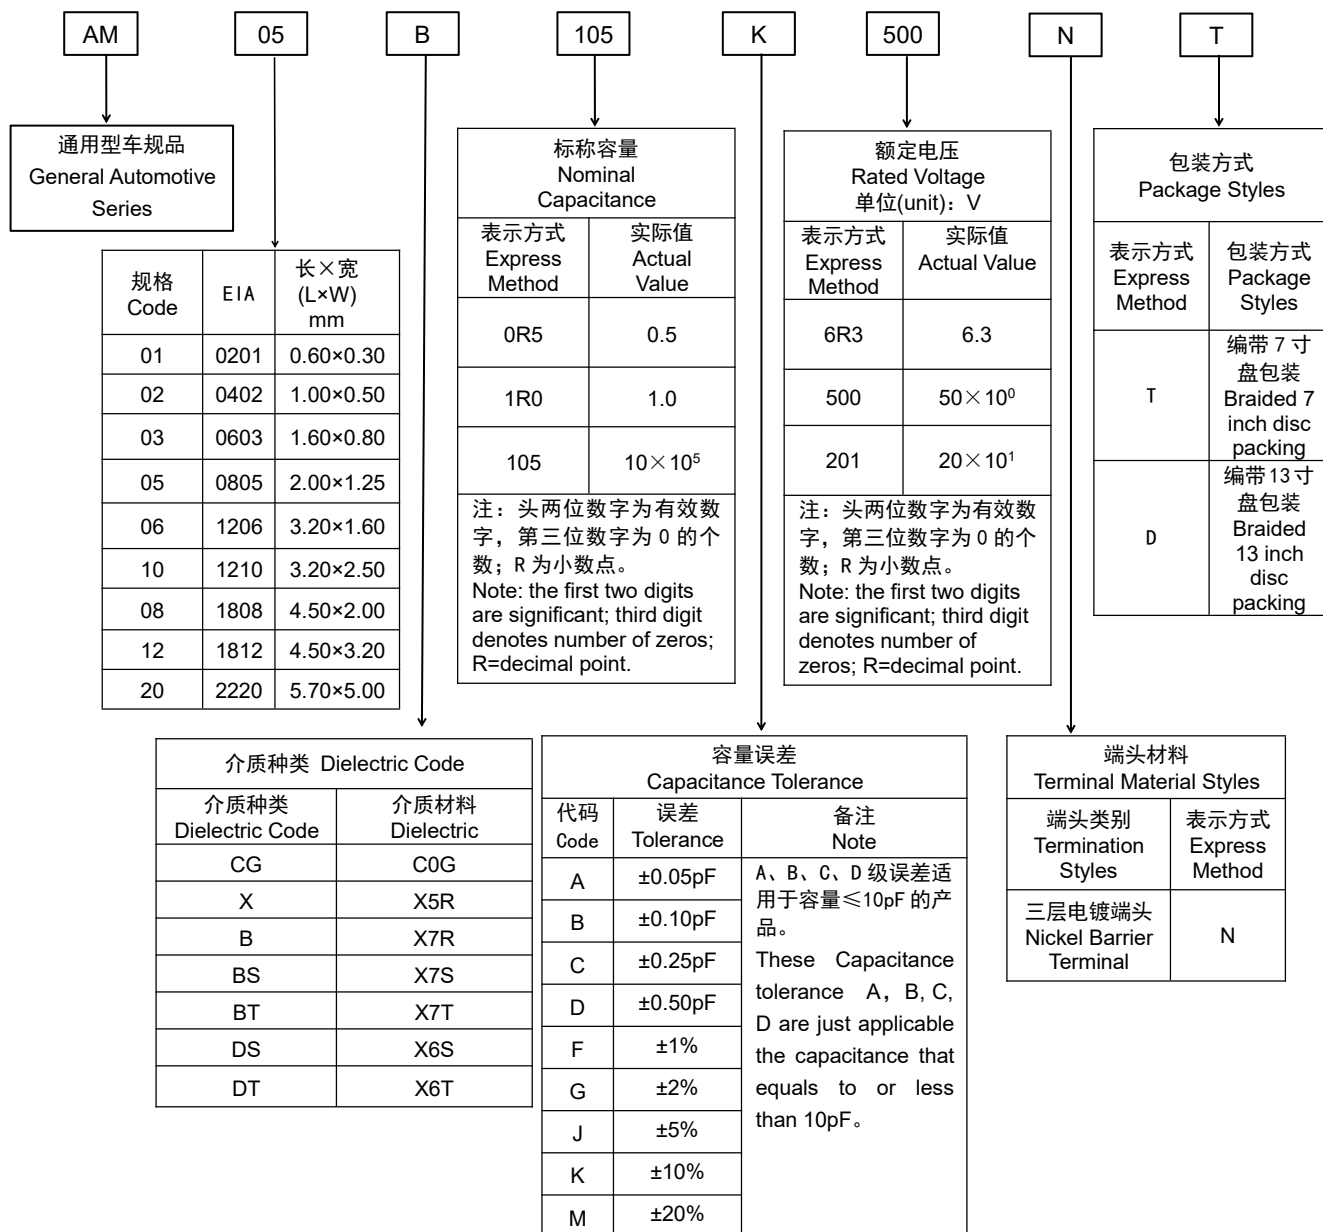 AM 05 B 105 K 500 N T
通用型车规品
General Automotive
Series
规格
Code
EIA
长×宽
(L×W)
mm
01 0201 0.60×0.30
02 0402 1.00×0.50
03 0603 1.60×0.80
05 0805 2.00×1.25
06 1206 3.20×1.60
10 1210 3.20×2.50
08 1808 4.50×2.00
12 1812 4.50×3.20
20 2220 5.70×5.00
标称容量
Nominal
Capacitance
表示方式
Express
Method
实际值
Actual
Value
0R5 0.5
1R0 1.0
105 10×10⁵
注：头两位数字为有效数
字，第三位数字为 0 的个
数；R 为小数点。
Note: the first two digits
are significant; third digit
denotes number of zeros;
R=decimal point.
额定电压
Rated Voltage
单位(unit)：V
表示方式
Express
Method
实际值
Actual Value
6R3 6.3
500 50×10⁰
201 20×10¹
注：头两位数字为有效数
字，第三位数字为 0 的个
数；R 为小数点。
Note: the first two digits
are significant; third digit
denotes number of
zeros; R=decimal point.
包装方式
Package Styles
表示方式
Express
Method
包装方式
Package
Styles
T
编带 7 寸
盘包装
Braided 7
inch disc
packing
D
编带 13 寸
盘包装
Braided
13 inch
disc
packing
介质种类 Dielectric Code
介质种类
Dielectric Code
介质材料
Dielectric
CG C0G
X X5R
B X7R
BS X7S
BT X7T
DS X6S
DT X6T
容量误差
Capacitance Tolerance
代码
Code
误差
Tolerance
备注
Note
A ±0.05pF
B ±0.10pF
C ±0.25pF
D ±0.50pF
F ±1%
G ±2%
J ±5%
K ±10%
M ±20%
A、B、C、D 级误差适
用于容量≤10pF 的产
品。
These Capacitance
tolerance A，B, C,
D are just applicable
the capacitance that
equals to or less
than 10pF。
端头材料
Terminal Material Styles
端头类别
Termination
Styles
表示方式
Express
Method
三层电镀端头
Nickel Barrier
Terminal
N